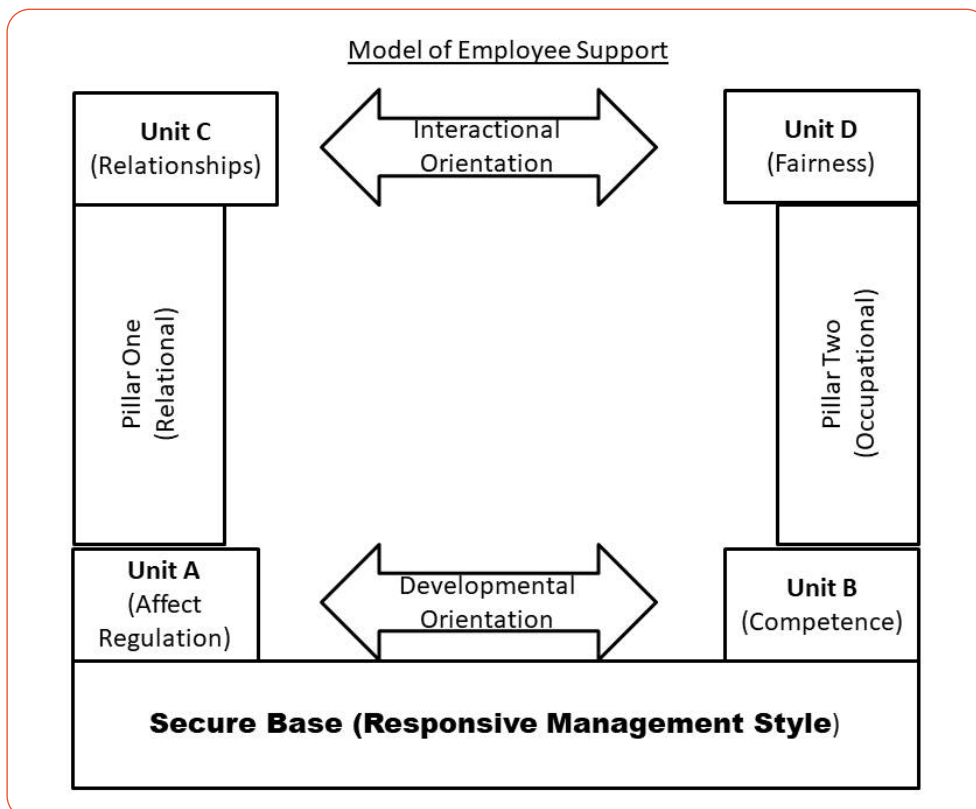 Model of Employee Support
Unit C
(Relationships)
Interactional
Orientation
Unit D
(Fairness)
Pillar One
(Relational)
Pillar Two
(Occupational)
Unit A
(Affect
Regulation)
Developmental
Orientation
Unit B
(Competence)
Secure Base (Responsive Management Style)